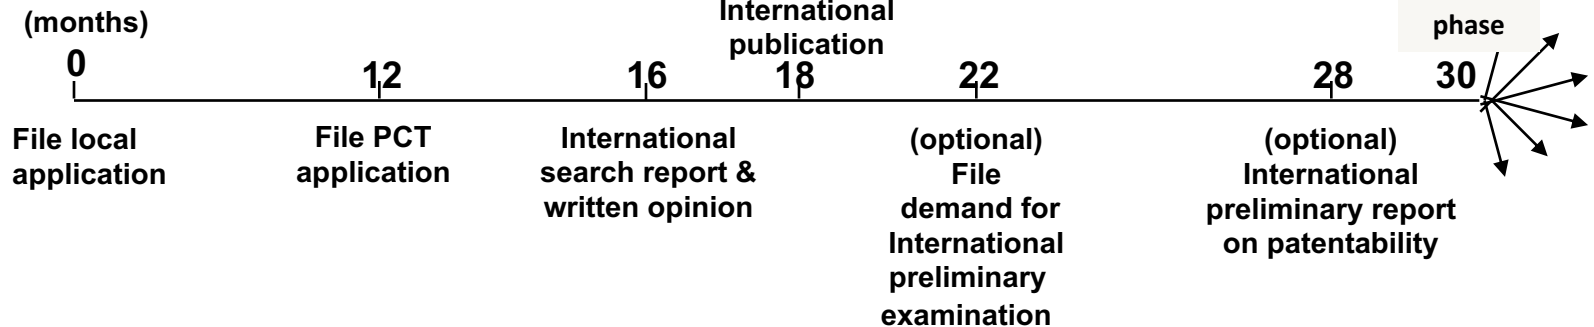 (months)
International
publication
phase
0
12
16
18
22
28
30
File local
application
File PCT
application
International
search report &
written opinion
(optional)
File
demand for
International
preliminary
examination
(optional)
International
preliminary report
on patentability